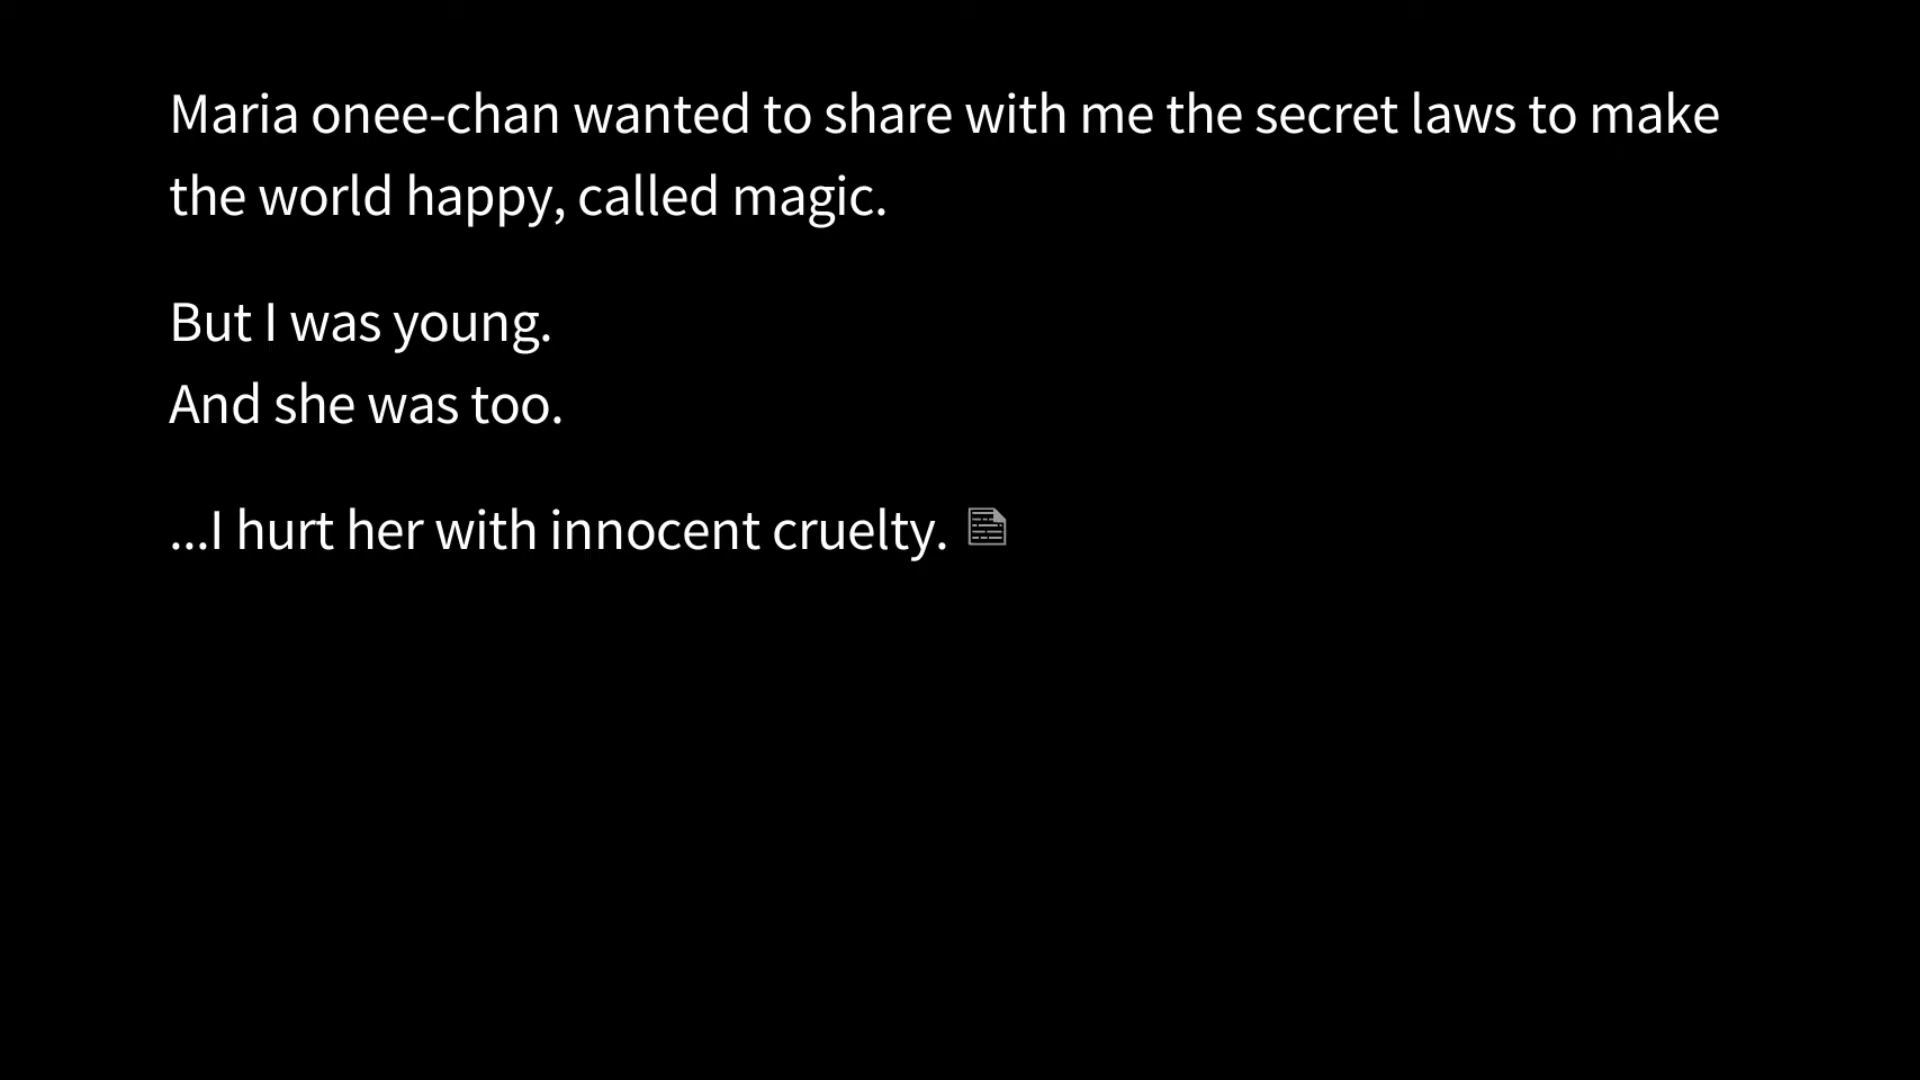 Maria onee-chan wanted to share with me the secret laws to make
the world happy, called magic.
But I was young.
And she was too.
...I hurt her with innocent cruelty.